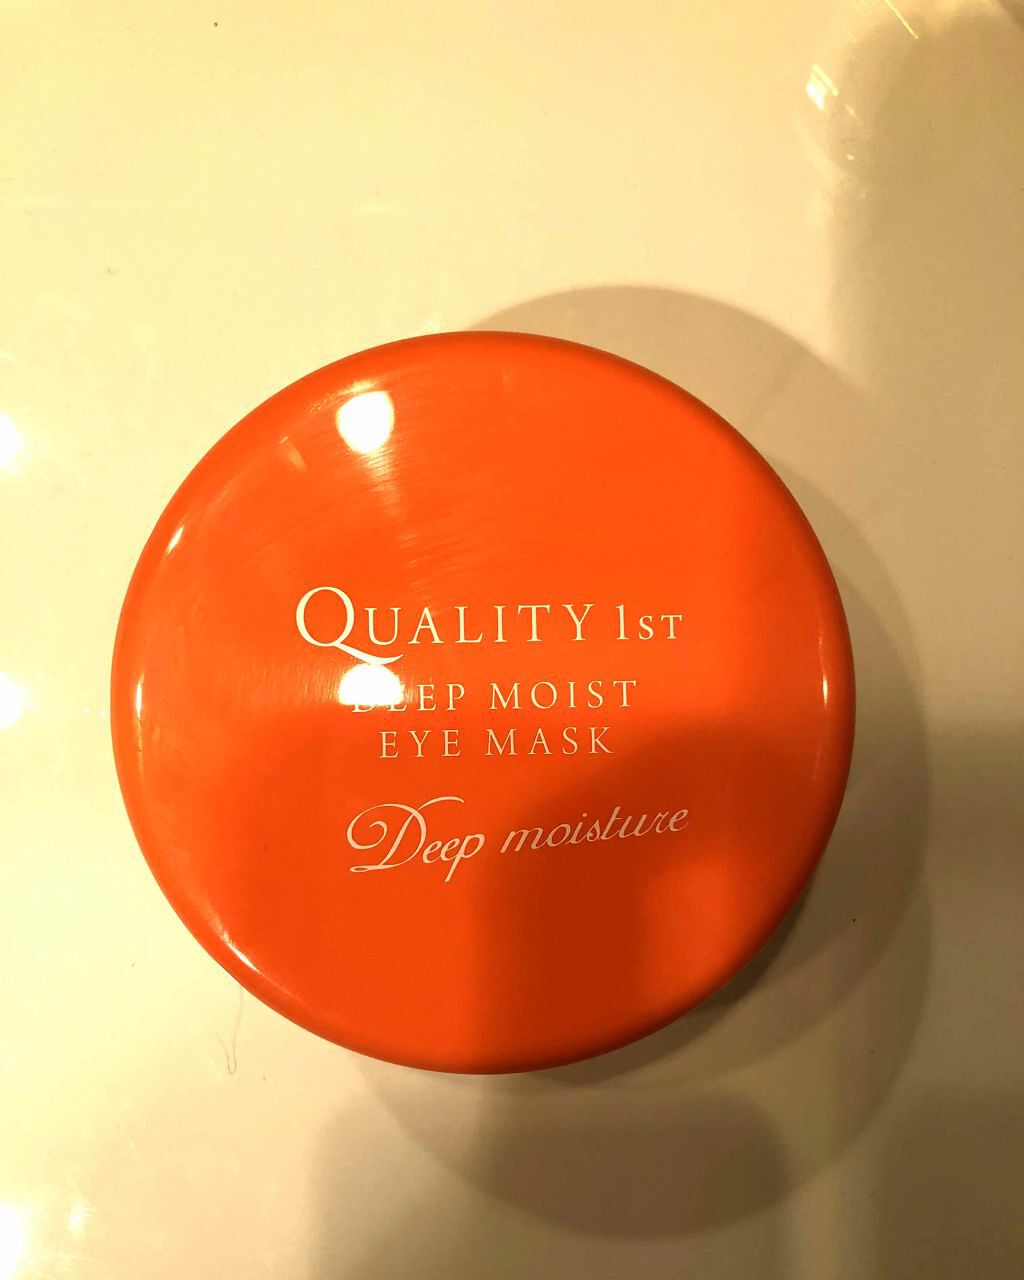 QUALITY 1ST
DEEP MOIST
EYE MASK
Deep moisture